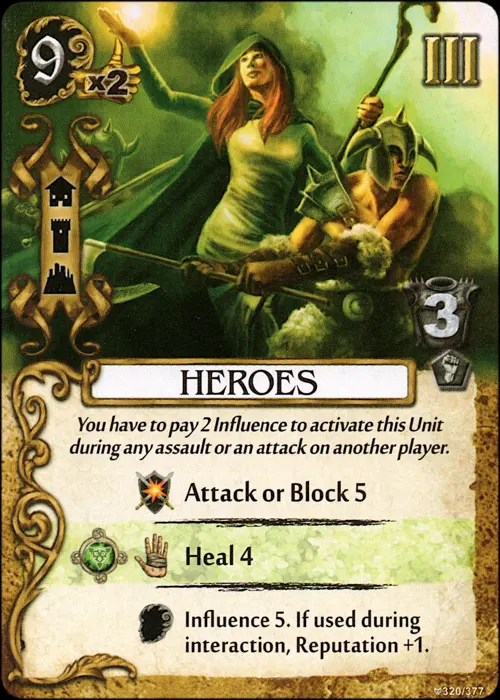 9
x2
III
3
HEROES
You have to pay 2 Influence to activate this Unit
during any assault or an attack on another player.
Attack or Block 5
Heal 4
Influence 5. If used during
interaction, Reputation +1.
320/377